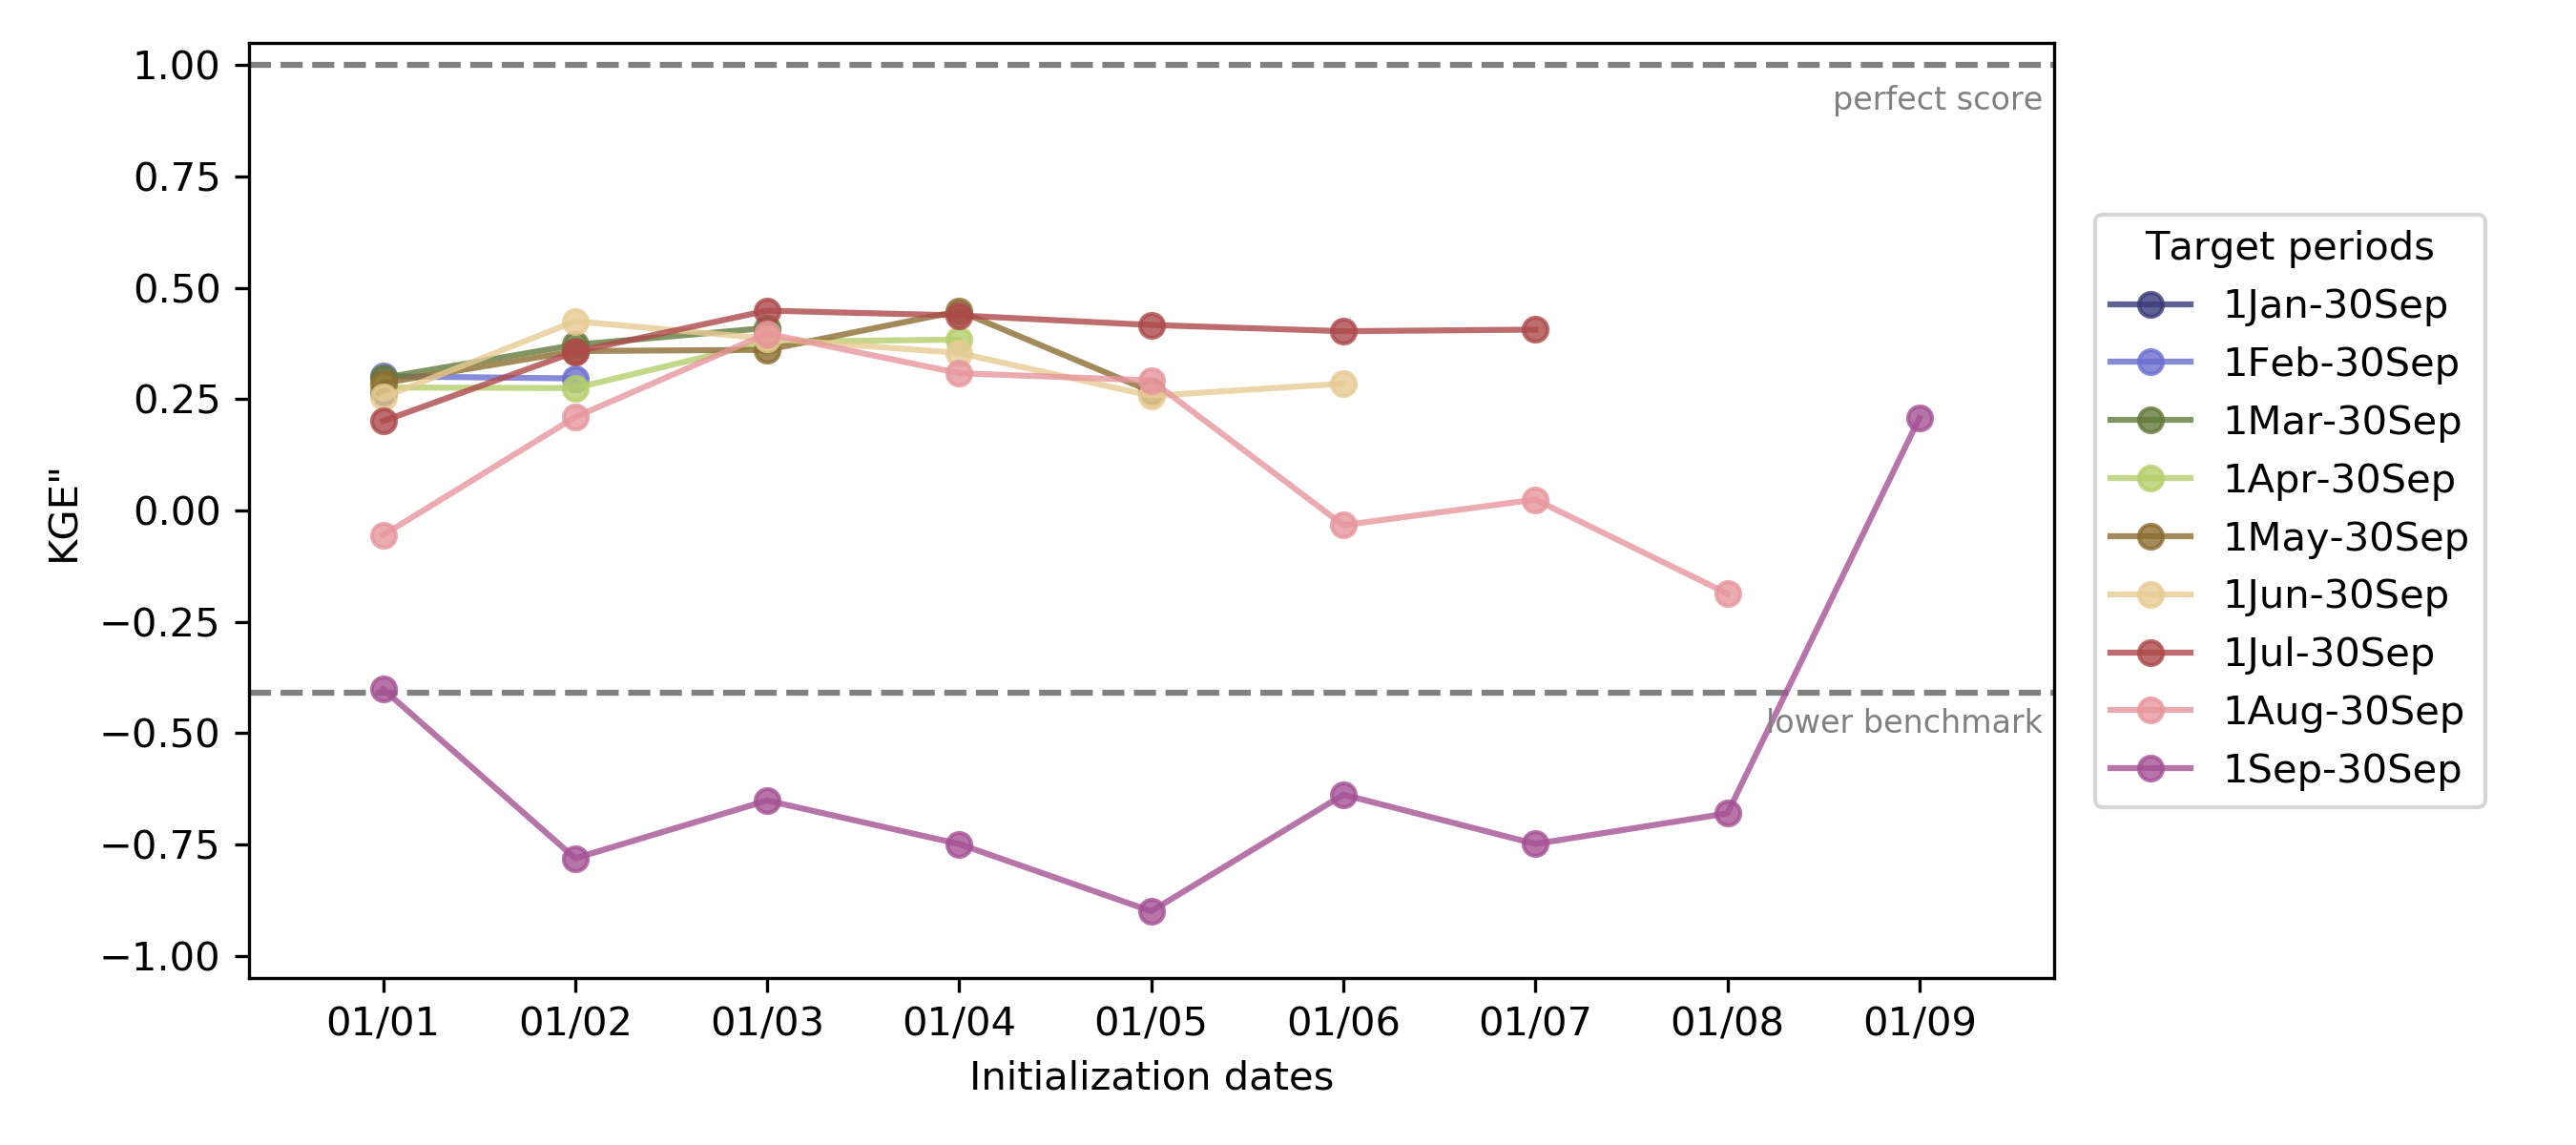 1.00
0.75
0.50
0.25
0.00
−0.25
−0.50
−0.75
−1.00
KGE"
perfect score
lower benchmark
01/01 01/02 01/03 01/04 01/05 01/06 01/07 01/08 01/09
Initialization dates
Target periods
1Jan-30Sep
1Feb-30Sep
1Mar-30Sep
1Apr-30Sep
1May-30Sep
1Jun-30Sep
1Jul-30Sep
1Aug-30Sep
1Sep-30Sep